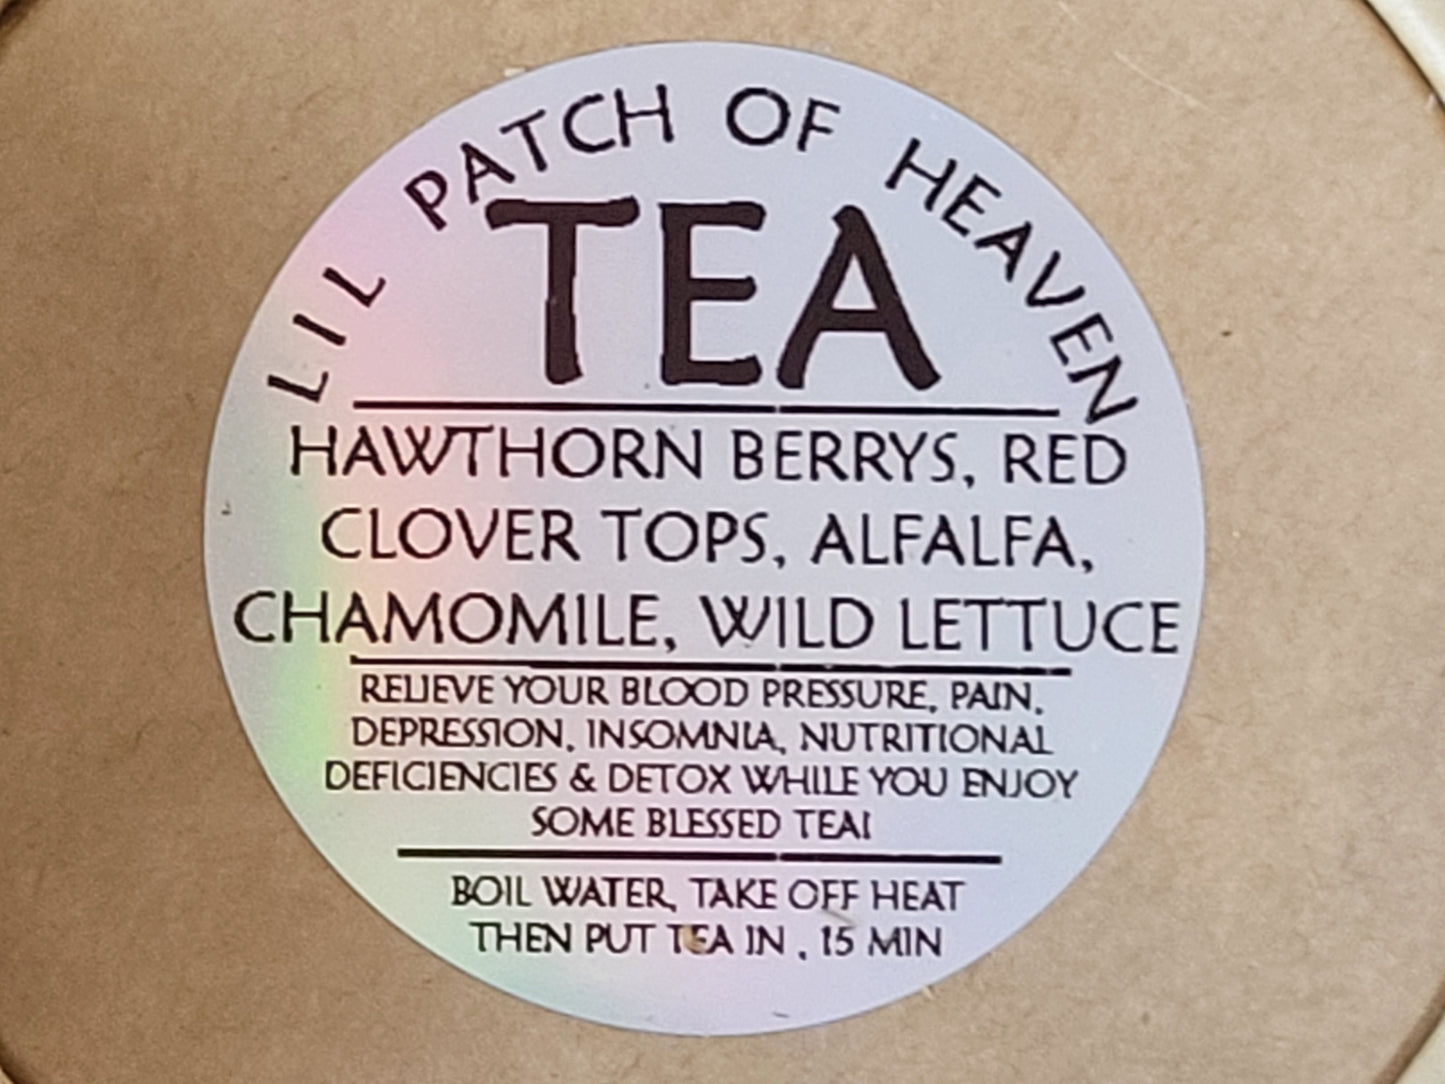 LIL PATCH OF HEAVEN
TEA
HAWTHORN BERRYS, RED
CLOVER TOPS, ALFALFA,
CHAMOMILE, WILD LETTUCE
RELIEVE YOUR BLOOD PRESSURE, PAIN,
DEPRESSION, INSOMNIA, NUTRITIONAL
DEFICIENCIES & DETOX WHILE YOU ENJOY
SOME BLESSED TEA!
BOIL WATER, TAKE OFF HEAT
THEN PUT TEA IN , 15 MIN